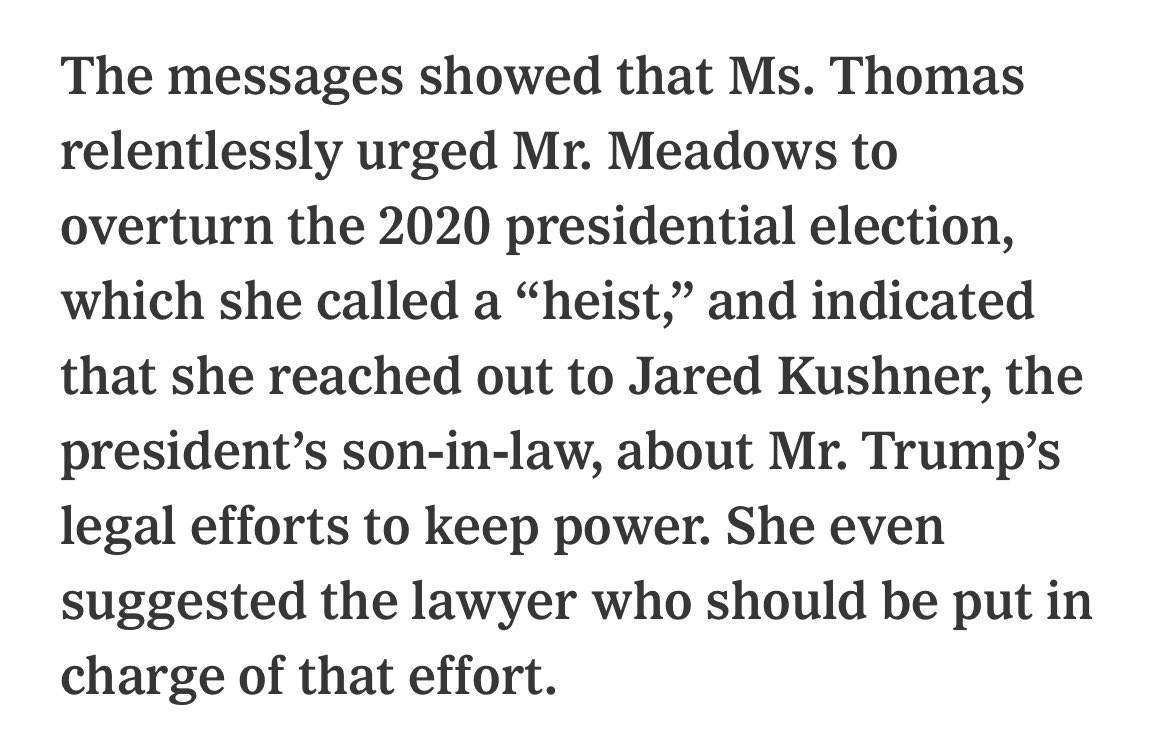 The messages showed that Ms. Thomas
relentlessly urged Mr. Meadows to
overturn the 2020 presidential election,
which she called a “heist,” and indicated
that she reached out to Jared Kushner, the
president’s son-in-law, about Mr. Trump’s
legal efforts to keep power. She even
suggested the lawyer who should be put in
charge of that effort.